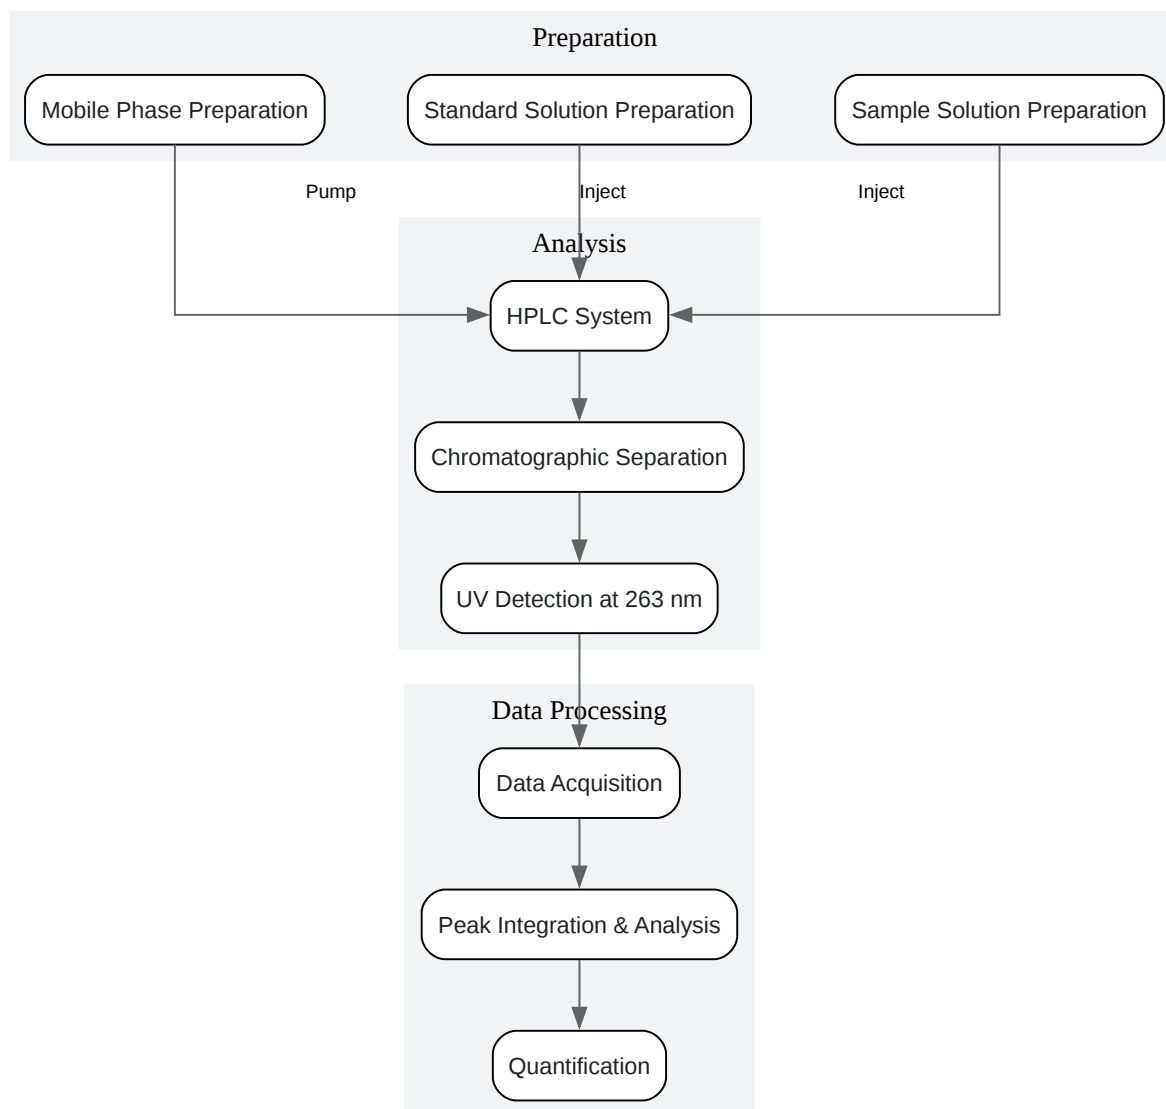 Preparation
Mobile Phase Preparation
Standard Solution Preparation
Sample Solution Preparation
Pump
Inject
Inject
Analysis
HPLC System
Chromatographic Separation
UV Detection at 263 nm
Data Processing
Data Acquisition
Peak Integration & Analysis
Quantification